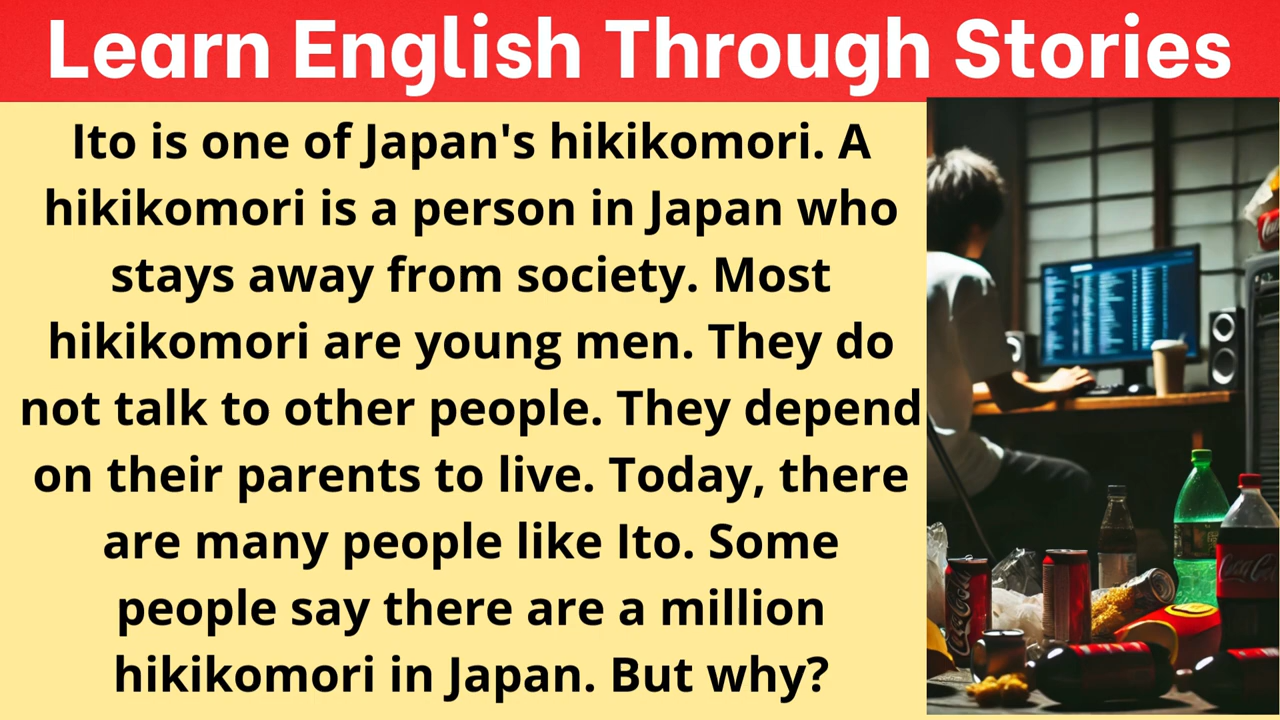 Learn English Through Stories
Ito is one of Japan's hikikomori. A
hikikomori is a person in Japan who
stays away from society. Most
hikikomori are young men. They do
not talk to other people. They depend
on their parents to live. Today, there
are many people like Ito. Some
people say there are a million
hikikomori in Japan. But why?